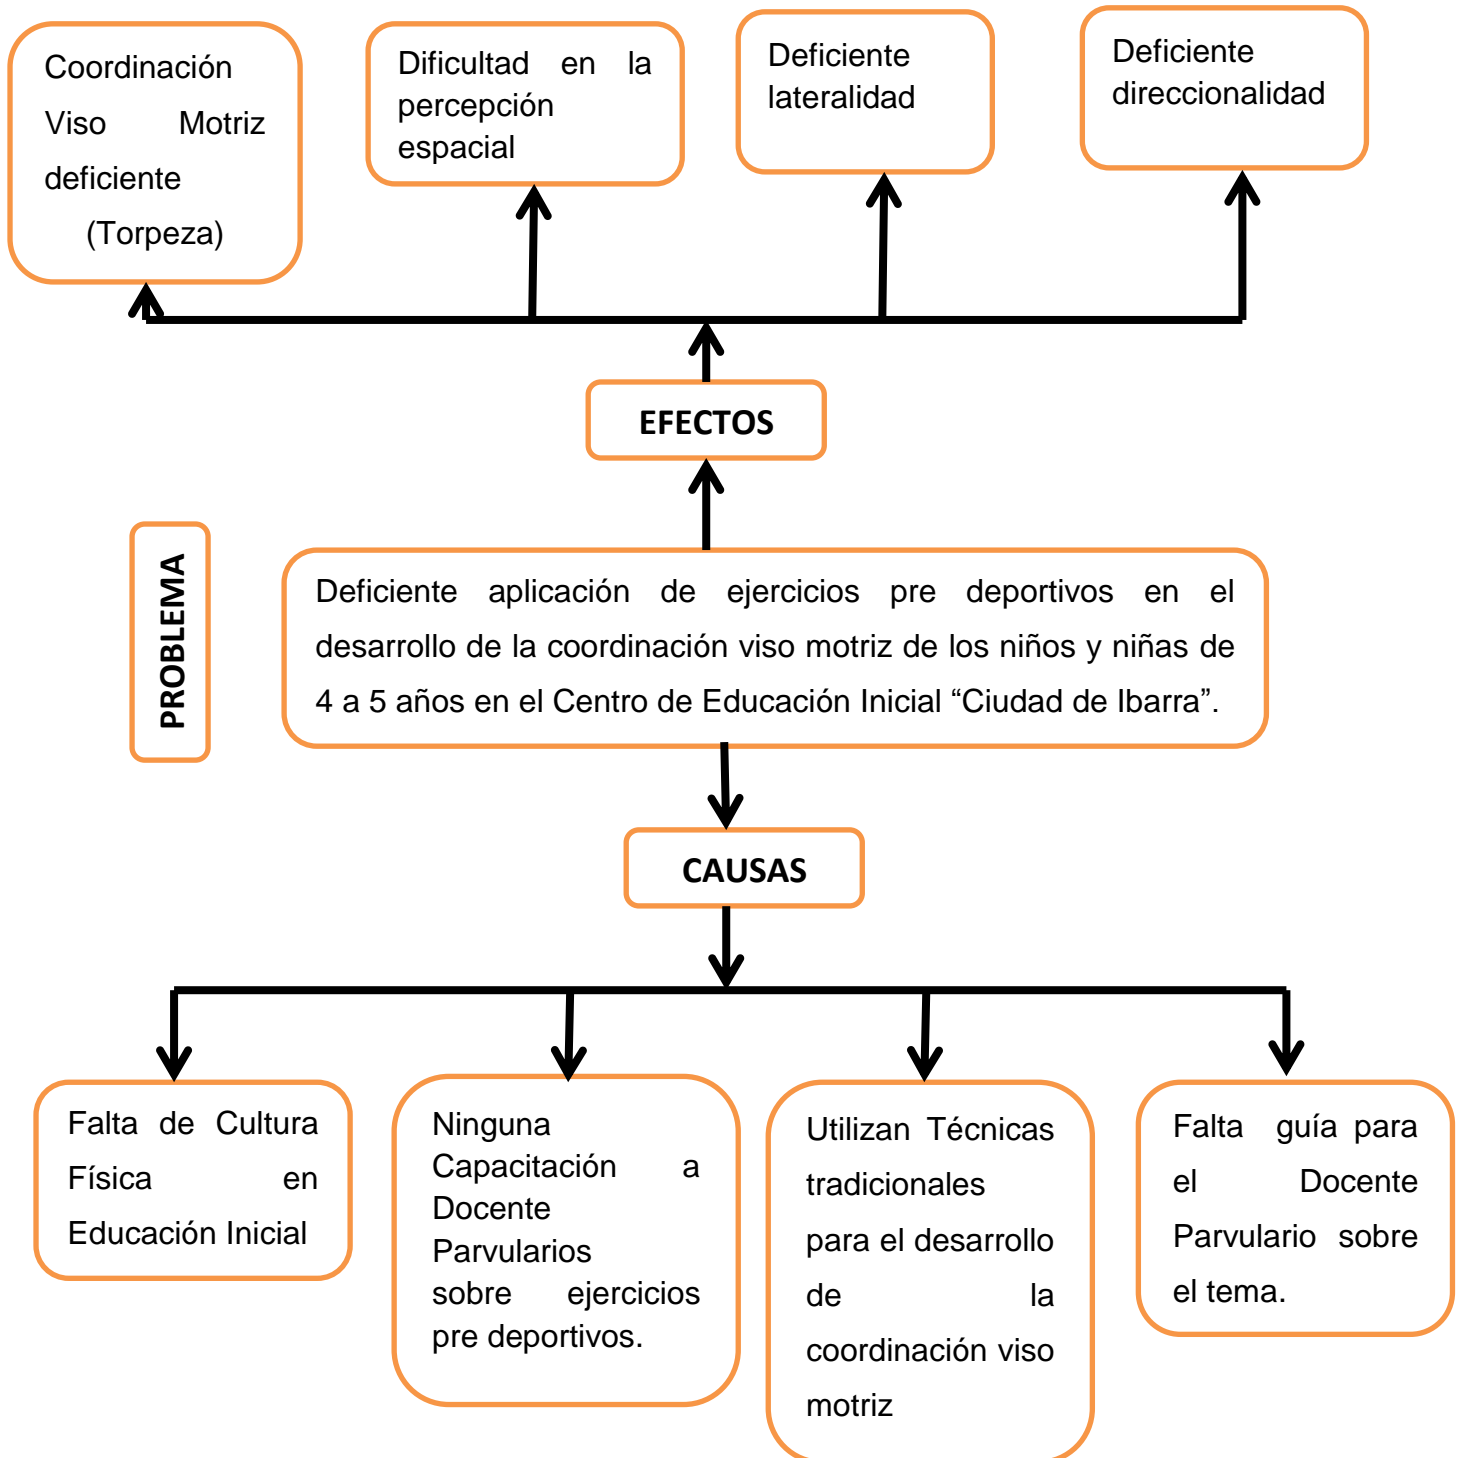 Coordinación
Viso Motriz
deficiente
(Torpeza)
Dificultad en la
percepción
espacial
Deficiente
lateralidad
Deficiente
direccionalidad
EFECTOS
PROBLEMA
Deficiente aplicación de ejercicios pre deportivos en el
desarrollo de la coordinación viso motriz de los niños y niñas de
4 a 5 años en el Centro de Educación Inicial “Ciudad de Ibarra”.
CAUSAS
Falta de Cultura
Física en
Educación Inicial
Ninguna
Capacitación a
Docente
Parvularios
sobre ejercicios
pre deportivos.
Utilizan Técnicas
tradicionales
para el desarrollo
de la
coordinación viso
motriz
Falta guía para
el Docente
Parvulario sobre
el tema.